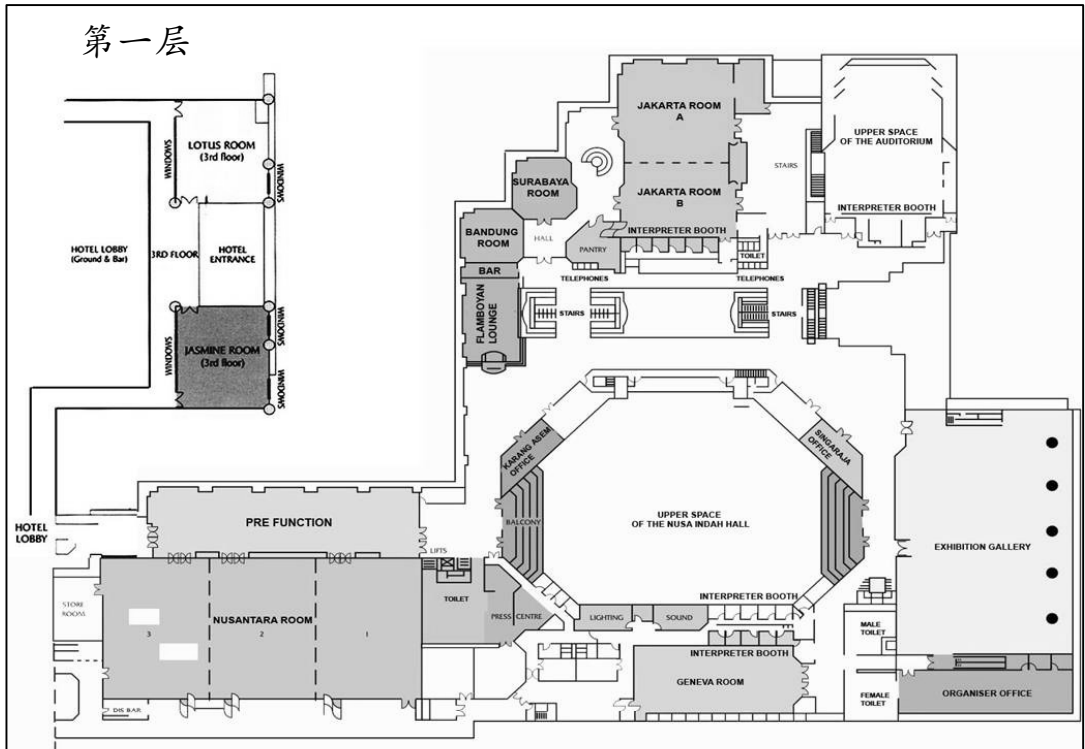 第一层
LOTUS ROOM
(3rd floor)
WINDOWS
WINDOWS
HOTEL LOBBY
(Ground & Bar)
3RD FLOOR
HOTEL
ENTRANCE
JASMINE ROOM
(3rd floor)
WINDOWS
WINDOWS
WINDOWS
HOTEL
LOBBY
JAKARTA ROOM
A
JAKARTA ROOM
B
INTERPRETER BOOTH
STAIRS
UPPER SPACE
OF THE AUDITORIUM
INTERPRETER BOOTH
SURABAYA
ROOM
BANDUNG
ROOM
HALL
PANTRY
BAR
TOILET
TELEPHONES
TELEPHONES
FLAMBOYAN
LOUNGE
STAIRS
STAIRS
KARANG ASEM
OFFICE
SINGARAJA
OFFICE
BALCONY
UPPER SPACE
OF THE NUSA INDAH HALL
EXHIBITION GALLERY
PRE FUNCTION
LIFTS
STORE
ROOM
TOILET
PRESS CENTRE
INTERPRETER BOOTH
LIGHTING
SOUND
NUSANTARA ROOM
3
2
1
INTERPRETER BOOTH
GENEVA ROOM
MALE
TOILET
FEMALE
TOILET
ORGANISER OFFICE
DIS BAR